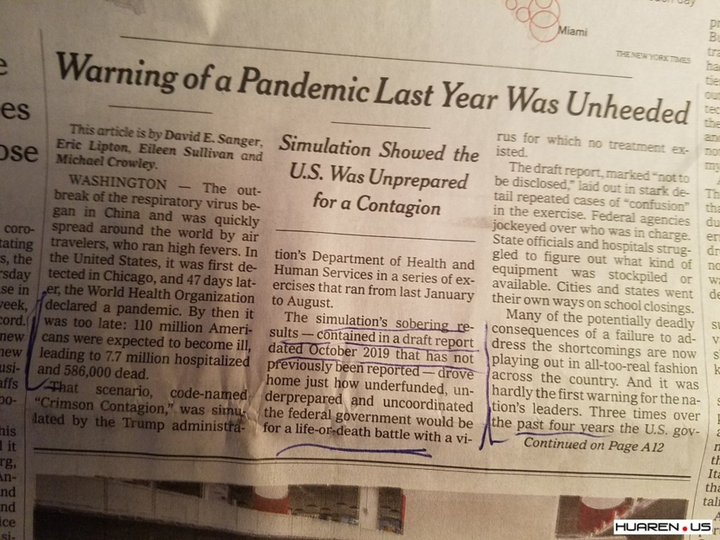 Miami
THE NEW YORK TIMES
Warning of a Pandemic Last Year Was Unheeded
This article is by David E. Sanger,
Eric Lipton, Eileen Sullivan and
Michael Crowley.
WASHINGTON — The out-
break of the respiratory virus be-
gan in China and was quickly
spread around the world by air
travelers, who ran high fevers. In
the United States, it was first de-
tected in Chicago, and 47 days lat-
er, the World Health Organization
declared a pandemic. By then it
was too late: 110 million Ameri-
cans were expected to become ill,
leading to 7.7 million hospitalized
and 586,000 dead.
That scenario, code-named
“Crimson Contagion,” was simu-
lated by the Trump administra-
Simulation Showed the
U.S. Was Unprepared
for a Contagion
tion’s Department of Health and
Human Services in a series of ex-
ercises that ran from last January
to August.
The simulation’s sobering re-
sults — contained in a draft report
dated October 2019 that has not
previously been reported — drove
home just how underfunded, un-
derprepared and uncoordinated
the federal government would be
for a life-or-death battle with a vi-
rus for which no treatment ex-
isted.
The draft report, marked “not to
be disclosed,” laid out in stark de-
tail repeated cases of “confusion”
in the exercise. Federal agencies
jockeyed over who was in charge.
State officials and hospitals strug-
gled to figure out what kind of
equipment was stockpiled or
available. Cities and states went
their own ways on school closings.
Many of the potentially deadly
consequences of a failure to ad-
dress the shortcomings are now
playing out in all-too-real fashion
across the country. And it was
hardly the first warning for the na-
tion’s leaders. Three times over
the past four years the U.S. gov-
Continued on Page A12
HUAREN.US